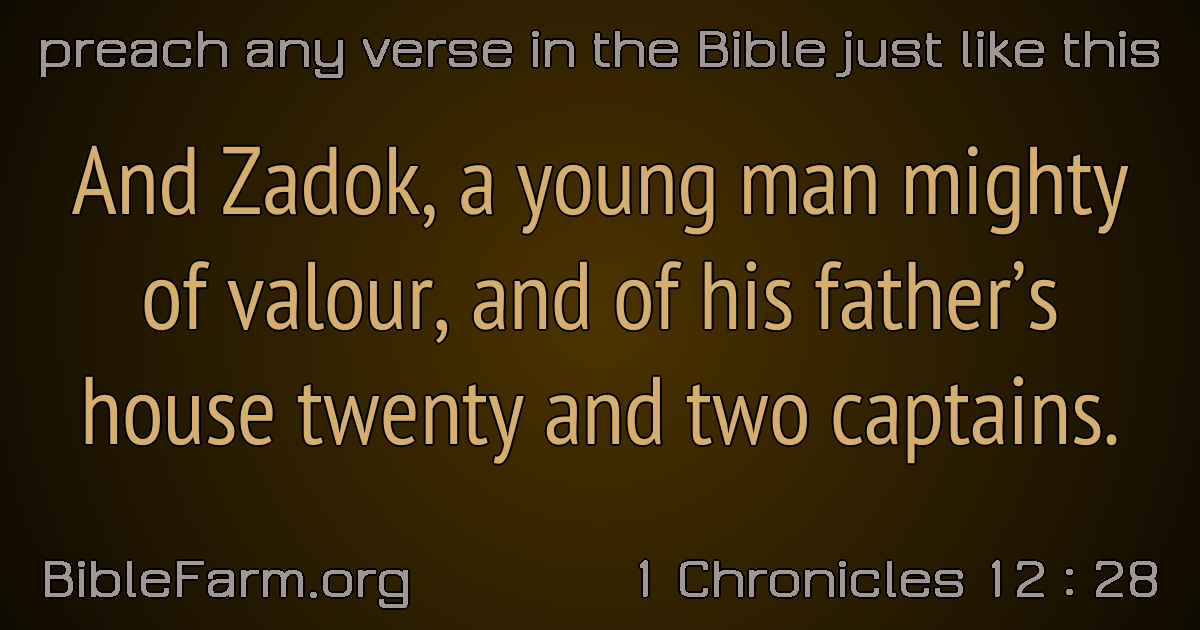 preach any verse in the Bible just like this
And Zadok, a young man mighty
of valour, and of his father’s
house twenty and two captains.
BibleFarm.org
1 Chronicles 12 : 28